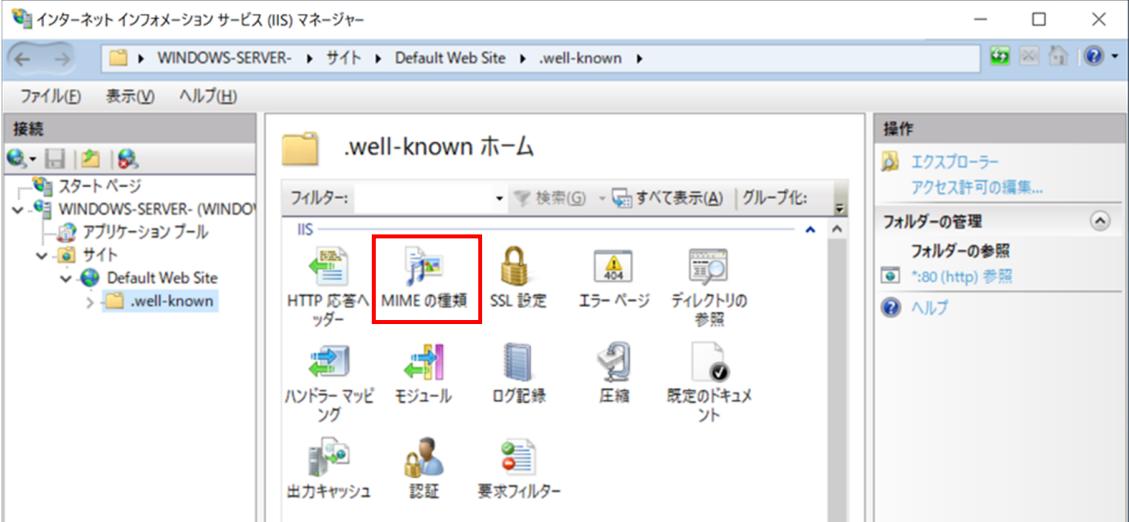 インターネット インフォメーション サービス (IIS) マネージャー
WINDOWS-SERVER- ▸ サイト ▸ Default Web Site ▸ .well-known ▸
ファイル(F) 表示(V) ヘルプ(H)
接続
スタート ページ
WINDOWS-SERVER- (WINDO
アプリケーション プール
サイト
Default Web Site
.well-known
.well-known ホーム
フィルター: 検索(G) すべて表示(A) グループ化:
IIS
HTTP 応答ヘ
ッダー
MIME の種類
SSL 設定
404
エラー ページ
ディレクトリの
参照
ハンドラー マッピ
ング
モジュール
ログ記録
圧縮
既定のドキュメ
ント
出力キャッシュ
認証
要求フィルター
操作
エクスプローラー
アクセス許可の編集...
フォルダーの管理
フォルダーの参照
*:80 (http) 参照
ヘルプ